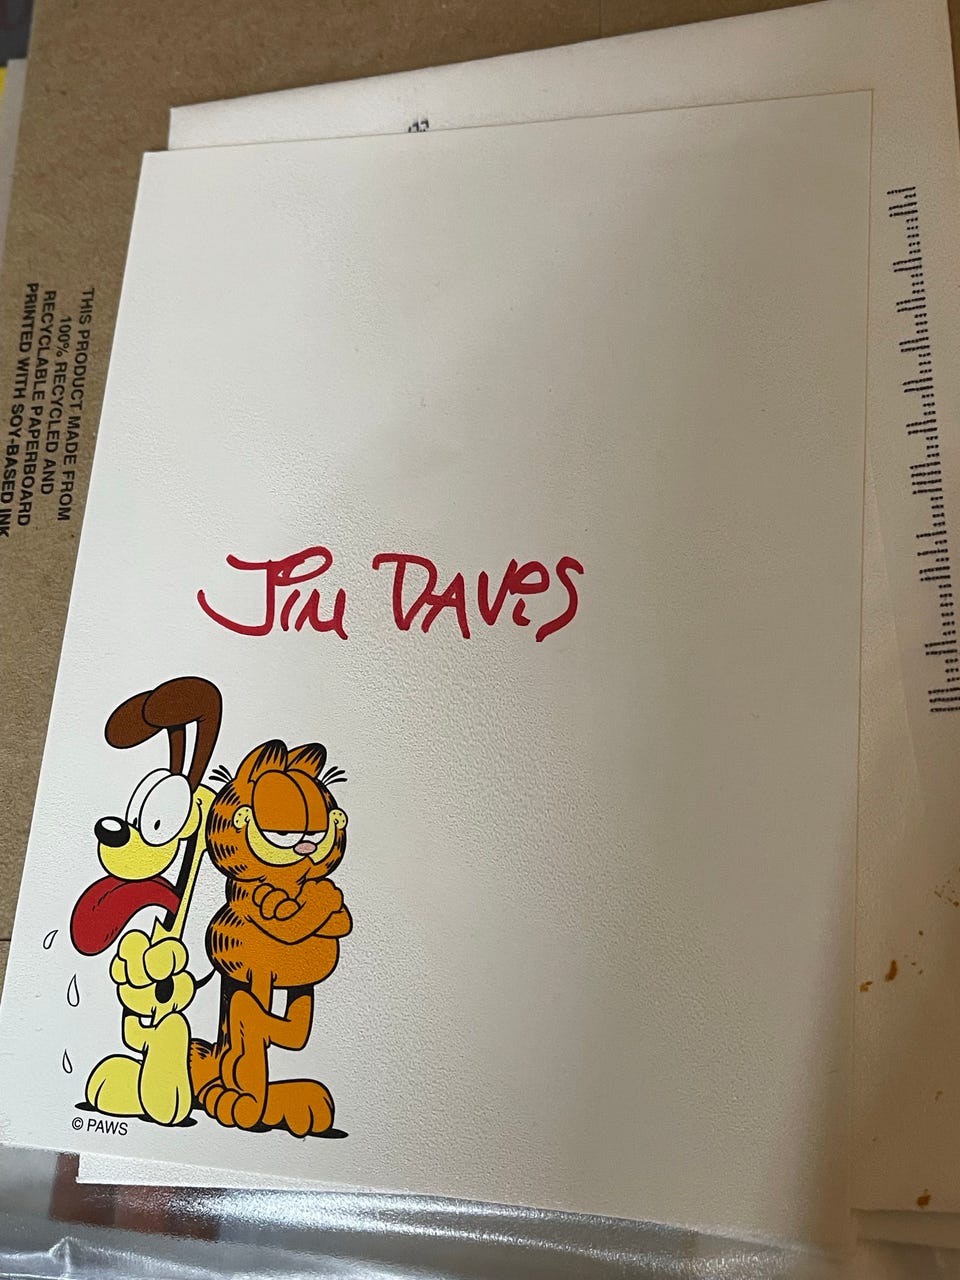 THIS PRODUCT MADE FROM
100% RECYCLED AND
RECYCLABLE PAPERBOARD
PRINTED WITH SOY-BASED INK
JIM DAVIS
© PAWS